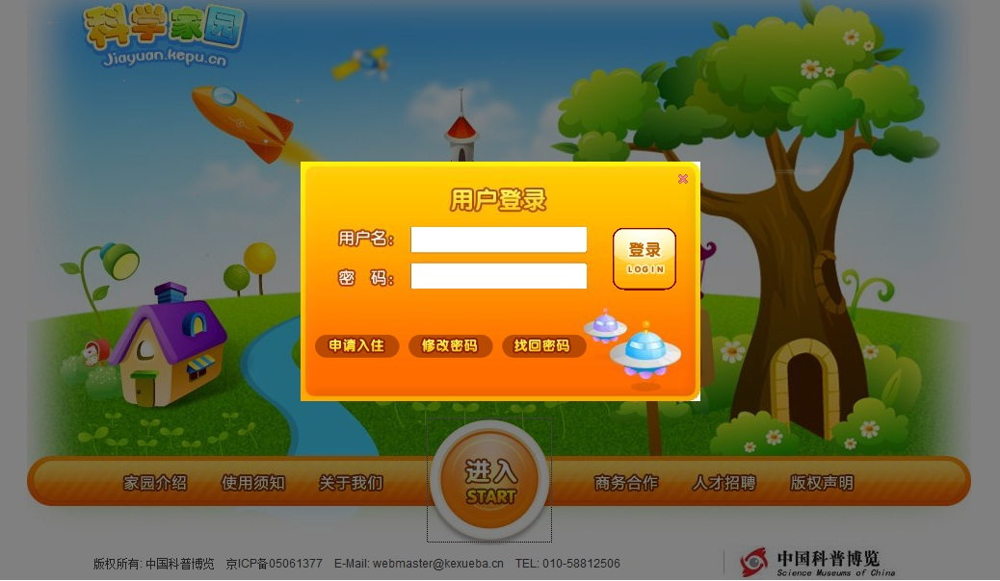 科学家园
Jiayuan.kepu.cn
用户登录
用户名：
密 码：
登录
LOGIN
申请入住 修改密码 找回密码
进入
START
家园介绍 使用须知 关于我们 商务合作 人才招聘 版权声明
版权所有: 中国科普博览 京ICP备05061377 E-Mail: webmaster@kexueba.cn TEL: 010-58812506
中国科普博览
Science Museums of China